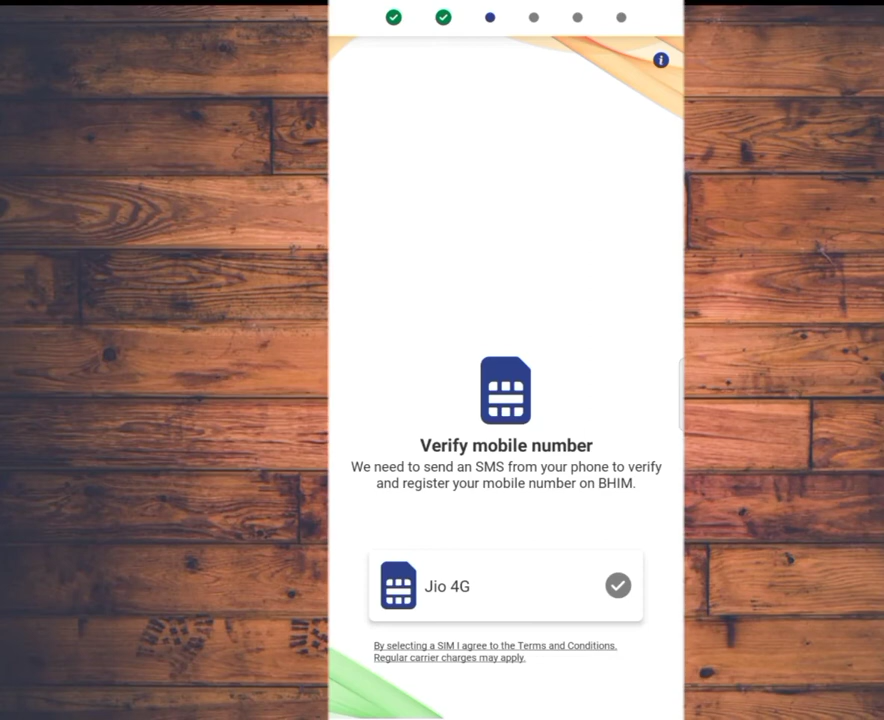 Verify mobile number
We need to send an SMS from your phone to verify
and register your mobile number on BHIM.
Jio 4G
By selecting a SIM I agree to the Terms and Conditions.
Regular carrier charges may apply.